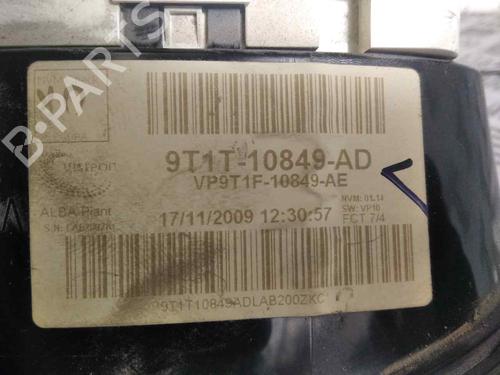 9T1T-10849-AD
VP9T1F-10849-AE
ALBA Plant
17/11/2009 12:30:57
NVM: 01.14
SW: VP10
FCT 7/4
P9T1T10849ADLAB200ZKC
B-PARTS